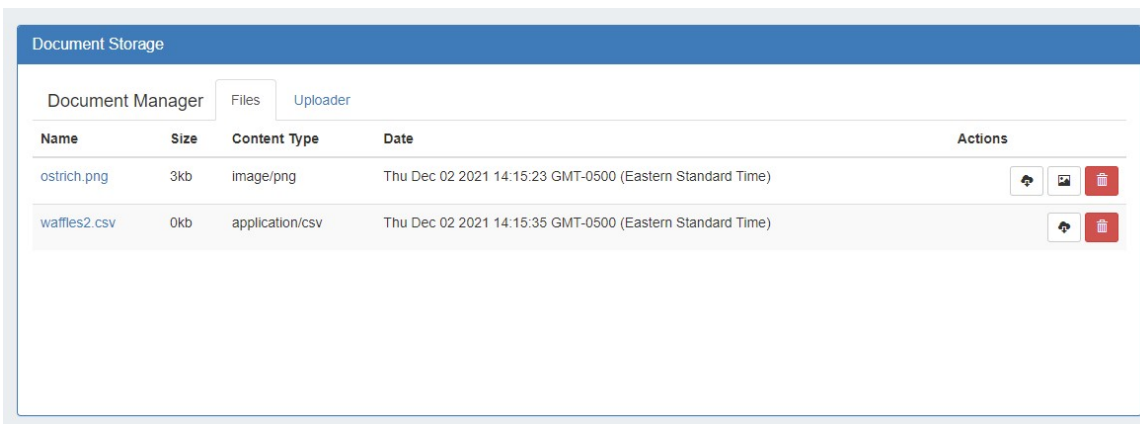 Document Storage
Document Manager Files Uploader
Name Size Content Type Date Actions
ostrich.png 3kb image/png Thu Dec 02 2021 14:15:23 GMT-0500 (Eastern Standard Time)
waffles2.csv 0kb application/csv Thu Dec 02 2021 14:15:35 GMT-0500 (Eastern Standard Time)